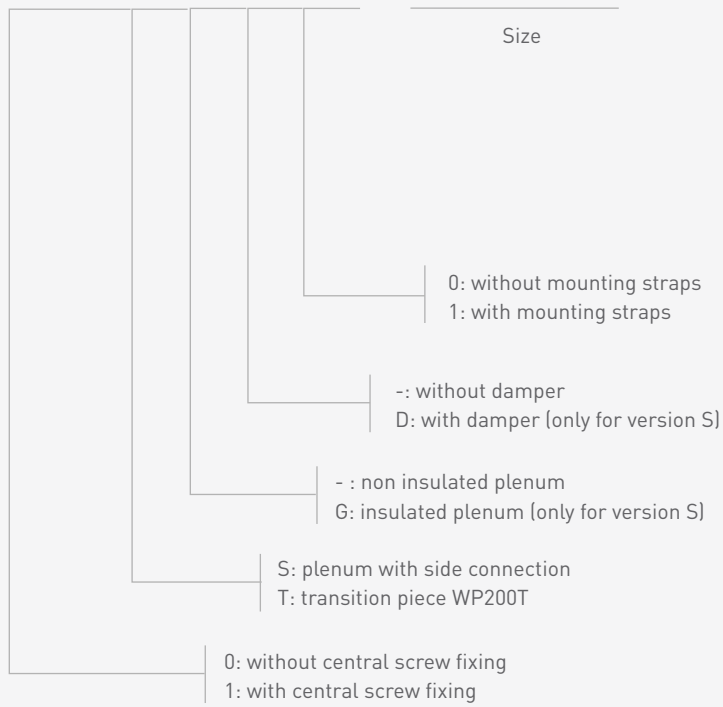 Size
0: without mounting straps
1: with mounting straps
-: without damper
D: with damper (only for version S)
- : non insulated plenum
G: insulated plenum (only for version S)
S: plenum with side connection
T: transition piece WP200T
0: without central screw fixing
1: with central screw fixing